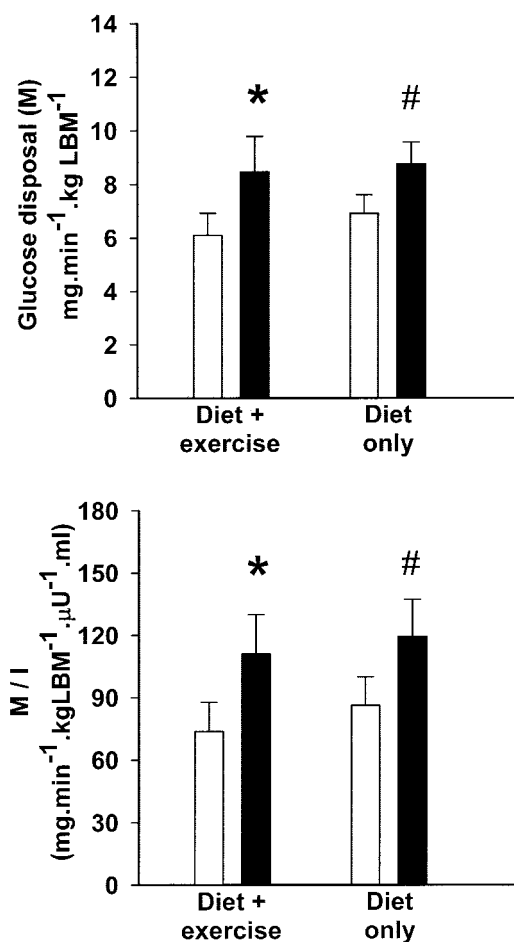 Glucose disposal (M)
mg.min⁻¹.kg LBM⁻¹
14
12
10
8
6
4
2
0
*
#
Diet +
exercise
Diet
only
M / I
(mg.min⁻¹.kgLBM⁻¹.μU⁻¹.ml)
180
150
120
90
60
30
0
*
#
Diet +
exercise
Diet
only